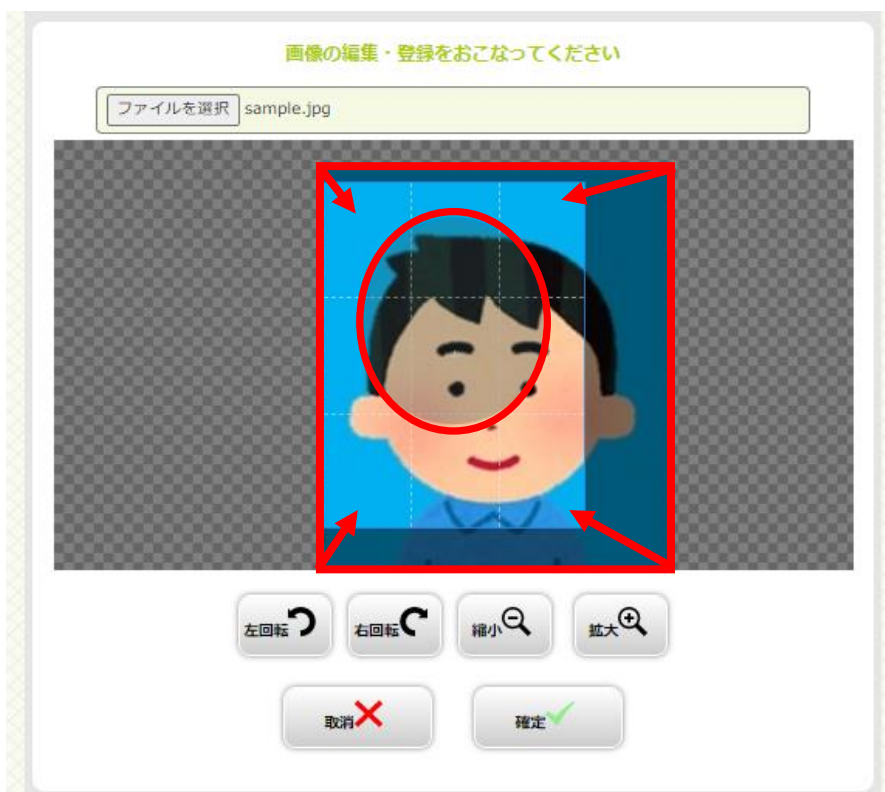 画像の編集・登録をおこなってください
ファイルを選択 sample.jpg
左回転 右回転 縮小 拡大
取消 確定